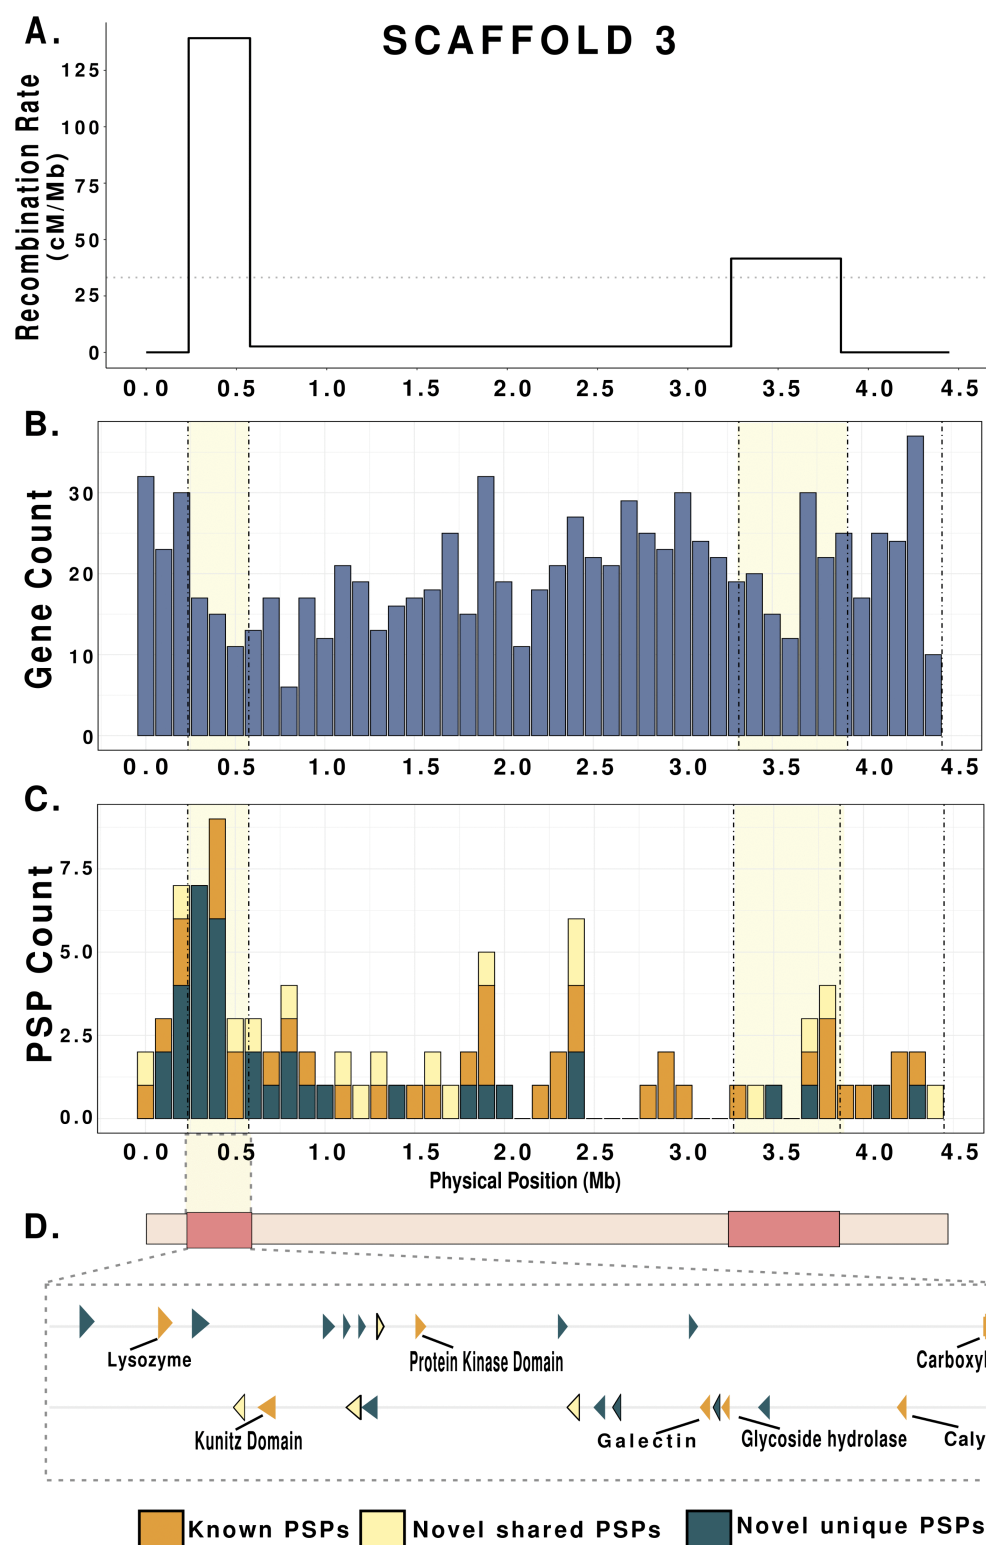 A.
SCAFFOLD 3
Recombination Rate
(cM/Mb)
125
100
75
50
25
0
0.0 0.5 1.0 1.5 2.0 2.5 3.0 3.5 4.0 4.5
B.
Gene Count
30
20
10
0
0.0 0.5 1.0 1.5 2.0 2.5 3.0 3.5 4.0 4.5
C.
PSP Count
7.5
5.0
2.5
0.0
0.0 0.5 1.0 1.5 2.0 2.5 3.0 3.5 4.0 4.5
Physical Position (Mb)
D.
Lysozyme
Protein Kinase Domain
Carboxyl
Kunitz Domain
Galectin
Glycoside hydrolase
Caly
Known PSPs
Novel shared PSPs
Novel unique PSPs